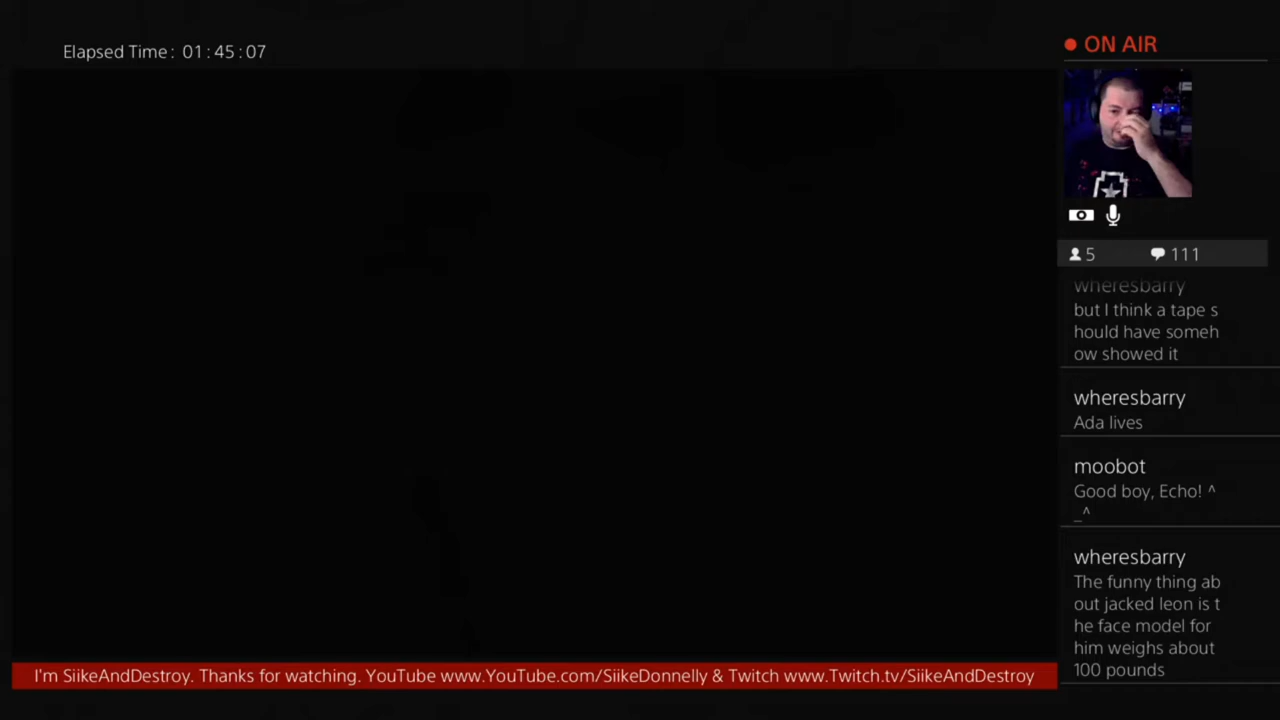 Elapsed Time: 01:45:07
ON AIR
5 111
wheresbarry
but I think a tape s
hould have someh
ow showed it
wheresbarry
Ada lives
moobot
Good boy, Echo! ^
_^
wheresbarry
The funny thing ab
out jacked leon is t
he face model for
him weighs about
100 pounds
I'm SiikeAndDestroy. Thanks for watching. YouTube www.YouTube.com/SiikeDonnelly & Twitch www.Twitch.tv/SiikeAndDestroy